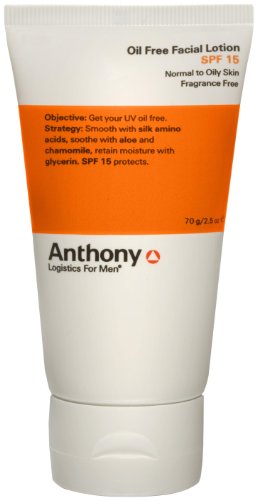 Oil Free Facial Lotion
SPF 15
Normal to Oily Skin
Fragrance Free
Objective: Get your UV oil free.
Strategy: Smooth with silk amino
acids, soothe with aloe and
chamomile, retain moisture with
glycerin. SPF 15 protects.
70 g/2.5 oz
Anthony
Logistics For Men®